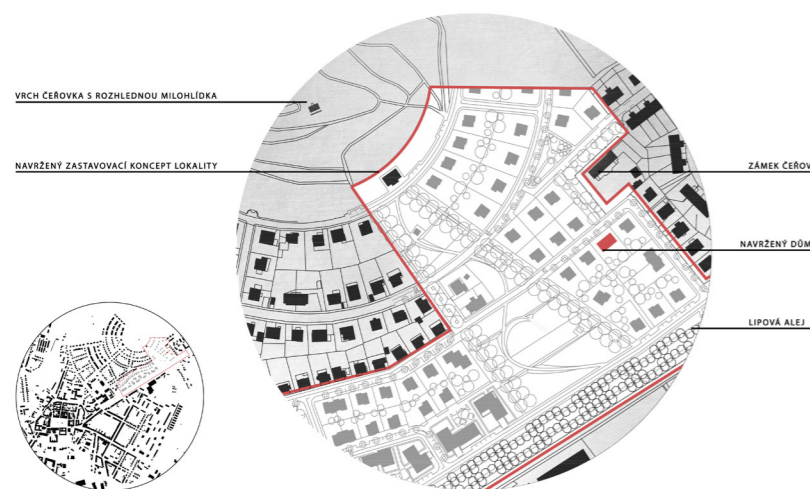 VRCH ČEŘOVKA S ROZHLEDNOU MILOHLÍDKA
NAVRŽENÝ ZASTAVOVACÍ KONCEPT LOKALITY
ZÁMEK ČEŘOV
NAVRŽENÝ DŮM
LIPOVÁ ALEJ